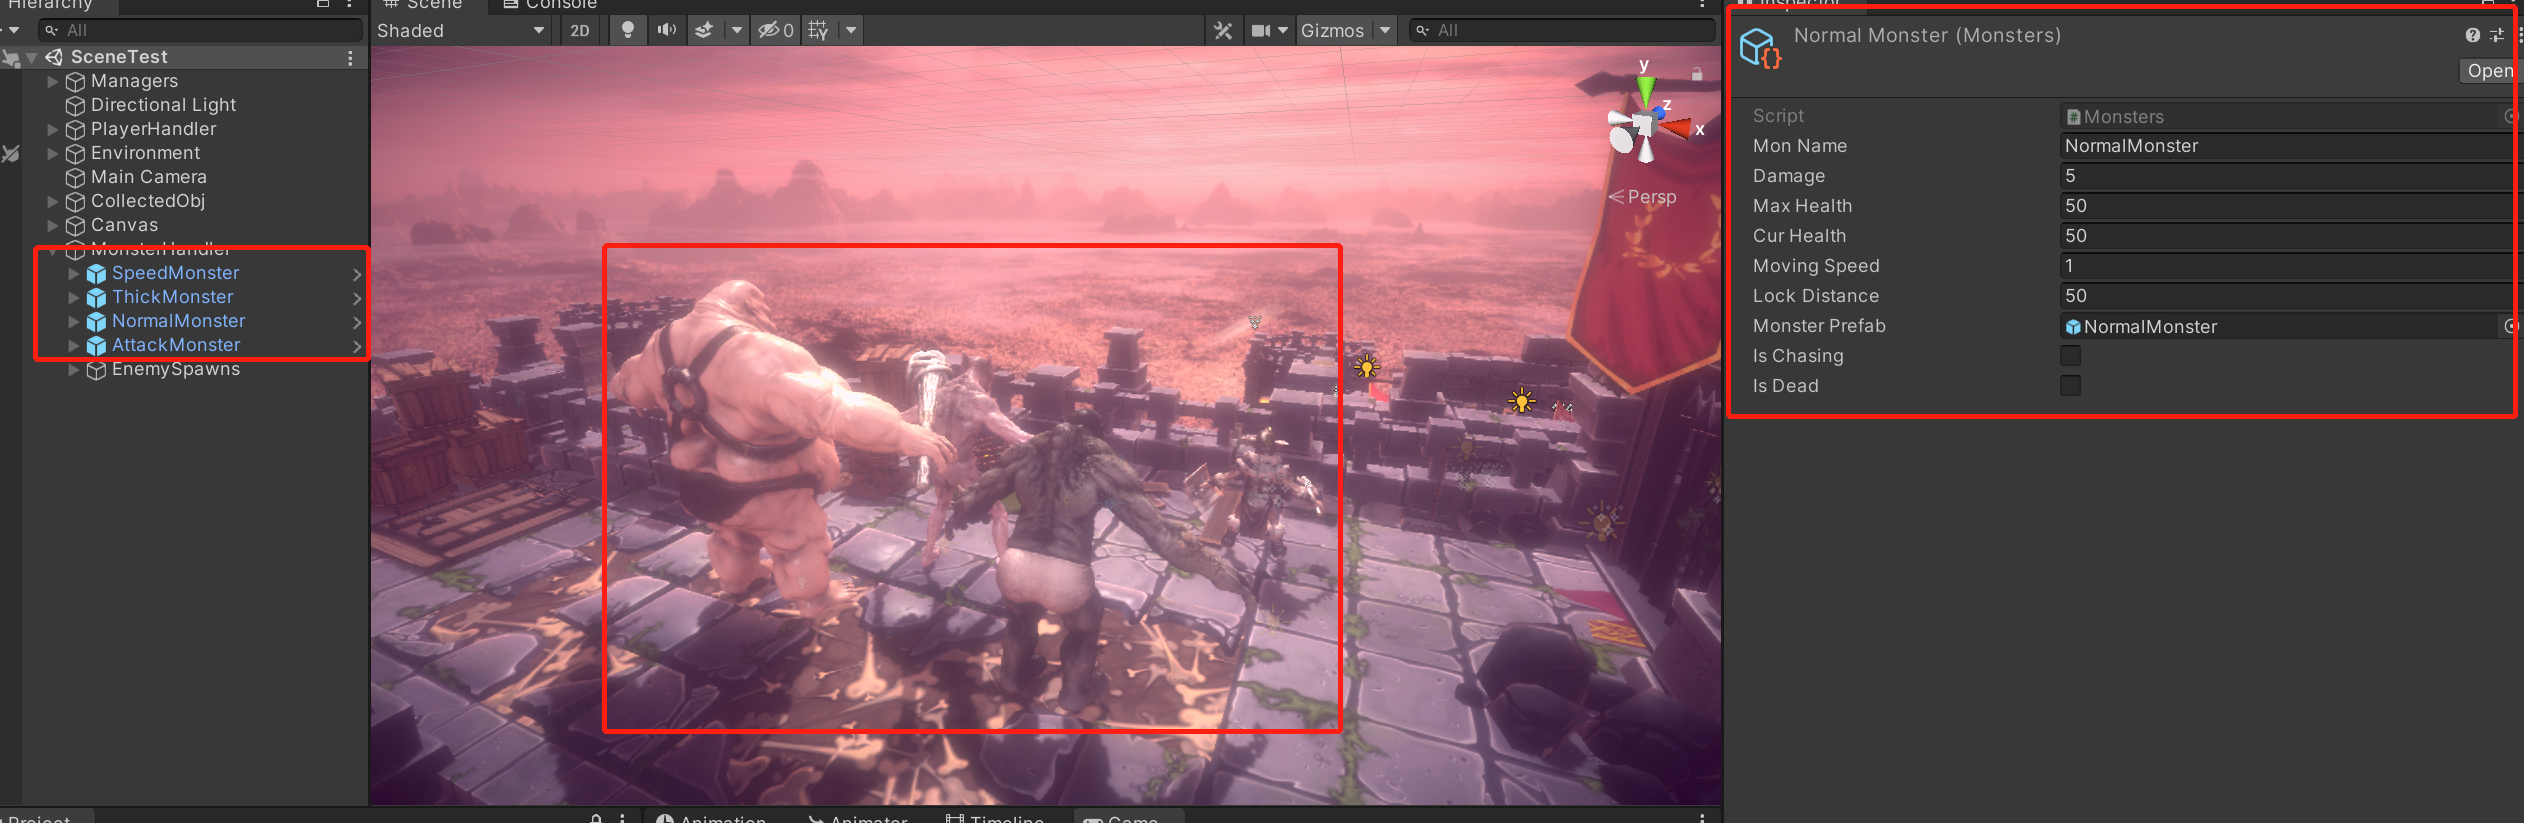 Hierarchy
All
SceneTest
Managers
Directional Light
PlayerHandler
Environment
Main Camera
CollectedObj
Canvas
MonsterHandler
SpeedMonster
ThickMonster
NormalMonster
AttackMonster
EnemySpawns
Scene
Console
Shaded
2D
0
Gizmos
All
y
z
x
Persp
Inspector
Normal Monster (Monsters)
Open
Script
Monsters
Mon Name
NormalMonster
Damage
5
Max Health
50
Cur Health
50
Moving Speed
1
Lock Distance
50
Monster Prefab
NormalMonster
Is Chasing
Is Dead
Project
Animation
Animator
Timeline
Game